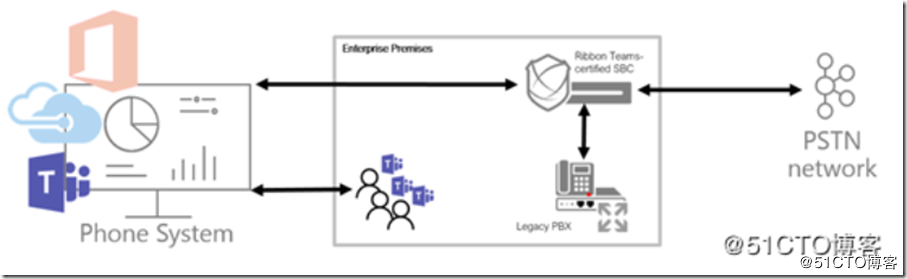 Enterprise Premises
Ribbon Teams-
certified SBC
T
T
T
T
Phone System
Legacy PBX
PSTN
network
@51CTO博客
@51CTO博客